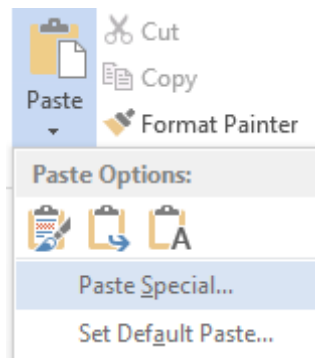 Cut
Copy
Paste
Format Painter
Paste Options:
A
Paste Special...
Set Default Paste...